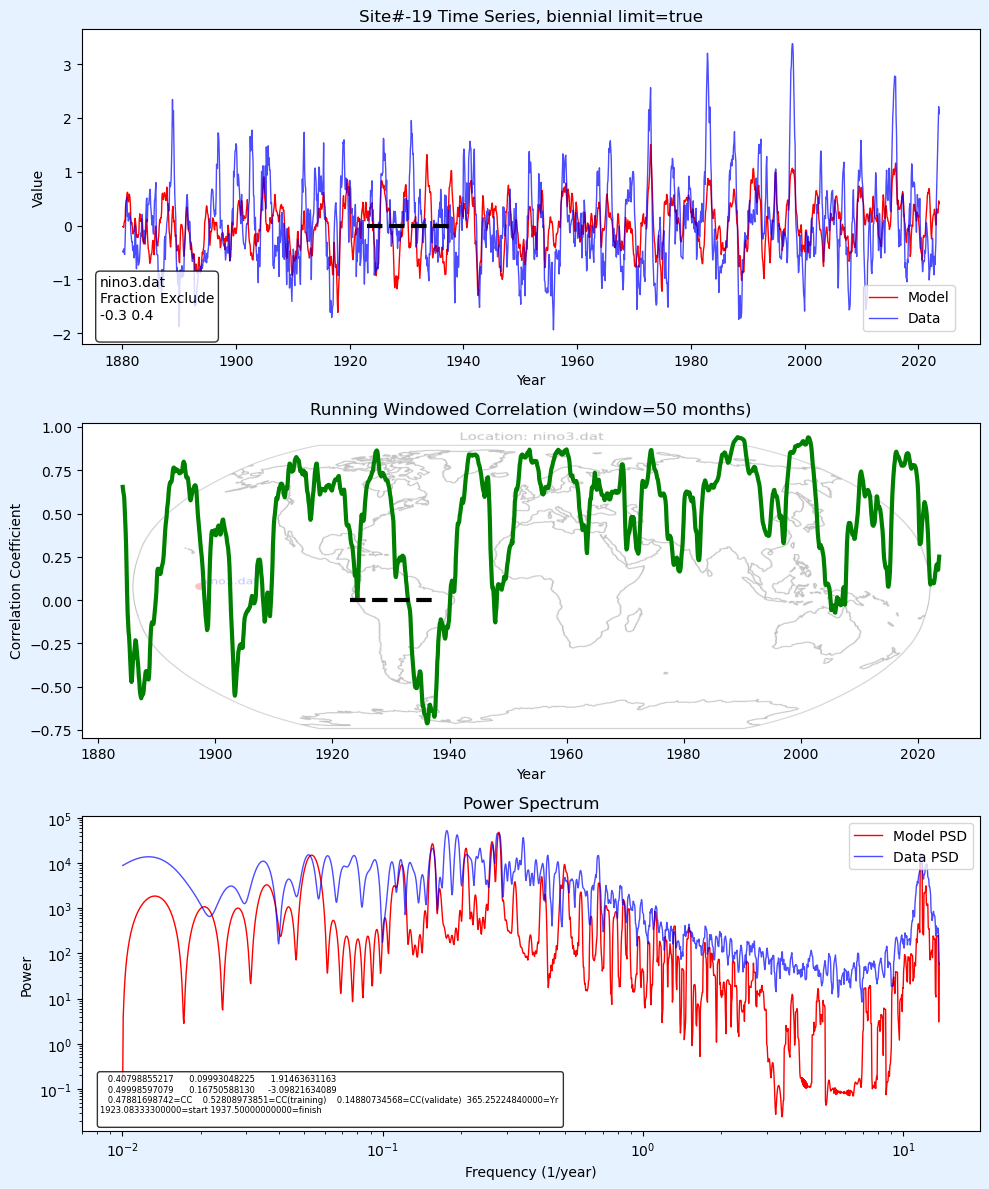 Site#-19 Time Series, biennial limit=true
Value
3
2
1
0
−1
−2
nino3.dat
Fraction Exclude
-0.3 0.4
Model
Data
1880 1900 1920 1940 1960 1980 2000 2020
Year
Running Windowed Correlation (window=50 months)
Location: nino3.dat
Correlation Coefficient
1.00
0.75
0.50
0.25
0.00
−0.25
−0.50
−0.75
1880 1900 1920 1940 1960 1980 2000 2020
Year
Power Spectrum
Power
10^5
10^4
10^3
10^2
10^1
10^0
10^−1
Model PSD
Data PSD
0.40798855217 0.09993048225 1.91463631163
0.49998597079 0.16750588130 -3.09821634089
0.47881698742=CC 0.52808973851=CC(training) 0.14880734568=CC(validate) 365.25224840000=Yr
1923.08333300000=start 1937.50000000000=finish
10^−2 10^−1 10^0 10^1
Frequency (1/year)